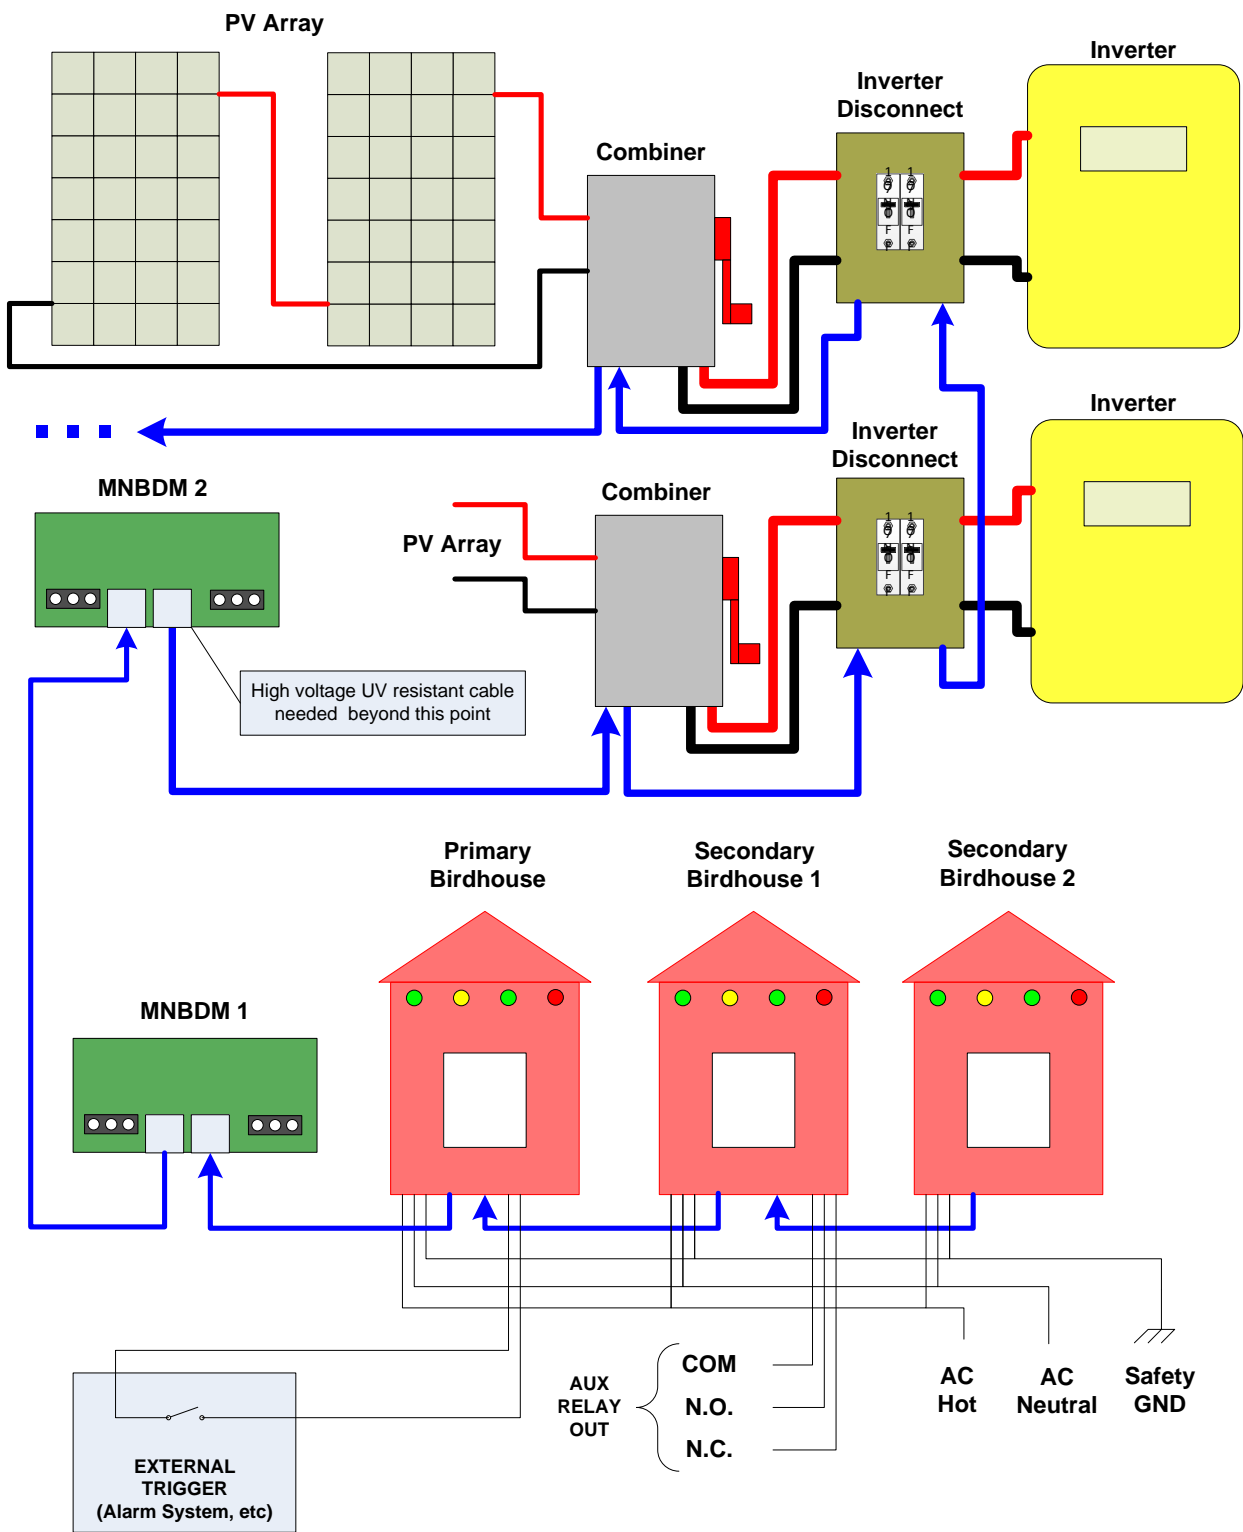 PV Array
Inverter
Inverter
Disconnect
Combiner
Inverter
Inverter
Disconnect
MNBDM 2
Combiner
PV Array
High voltage UV resistant cable
needed beyond this point
Primary
Birdhouse
Secondary
Birdhouse 1
Secondary
Birdhouse 2
MNBDM 1
AUX
RELAY
OUT
COM
N.O.
N.C.
AC
Hot
AC
Neutral
Safety
GND
EXTERNAL
TRIGGER
(Alarm System, etc)